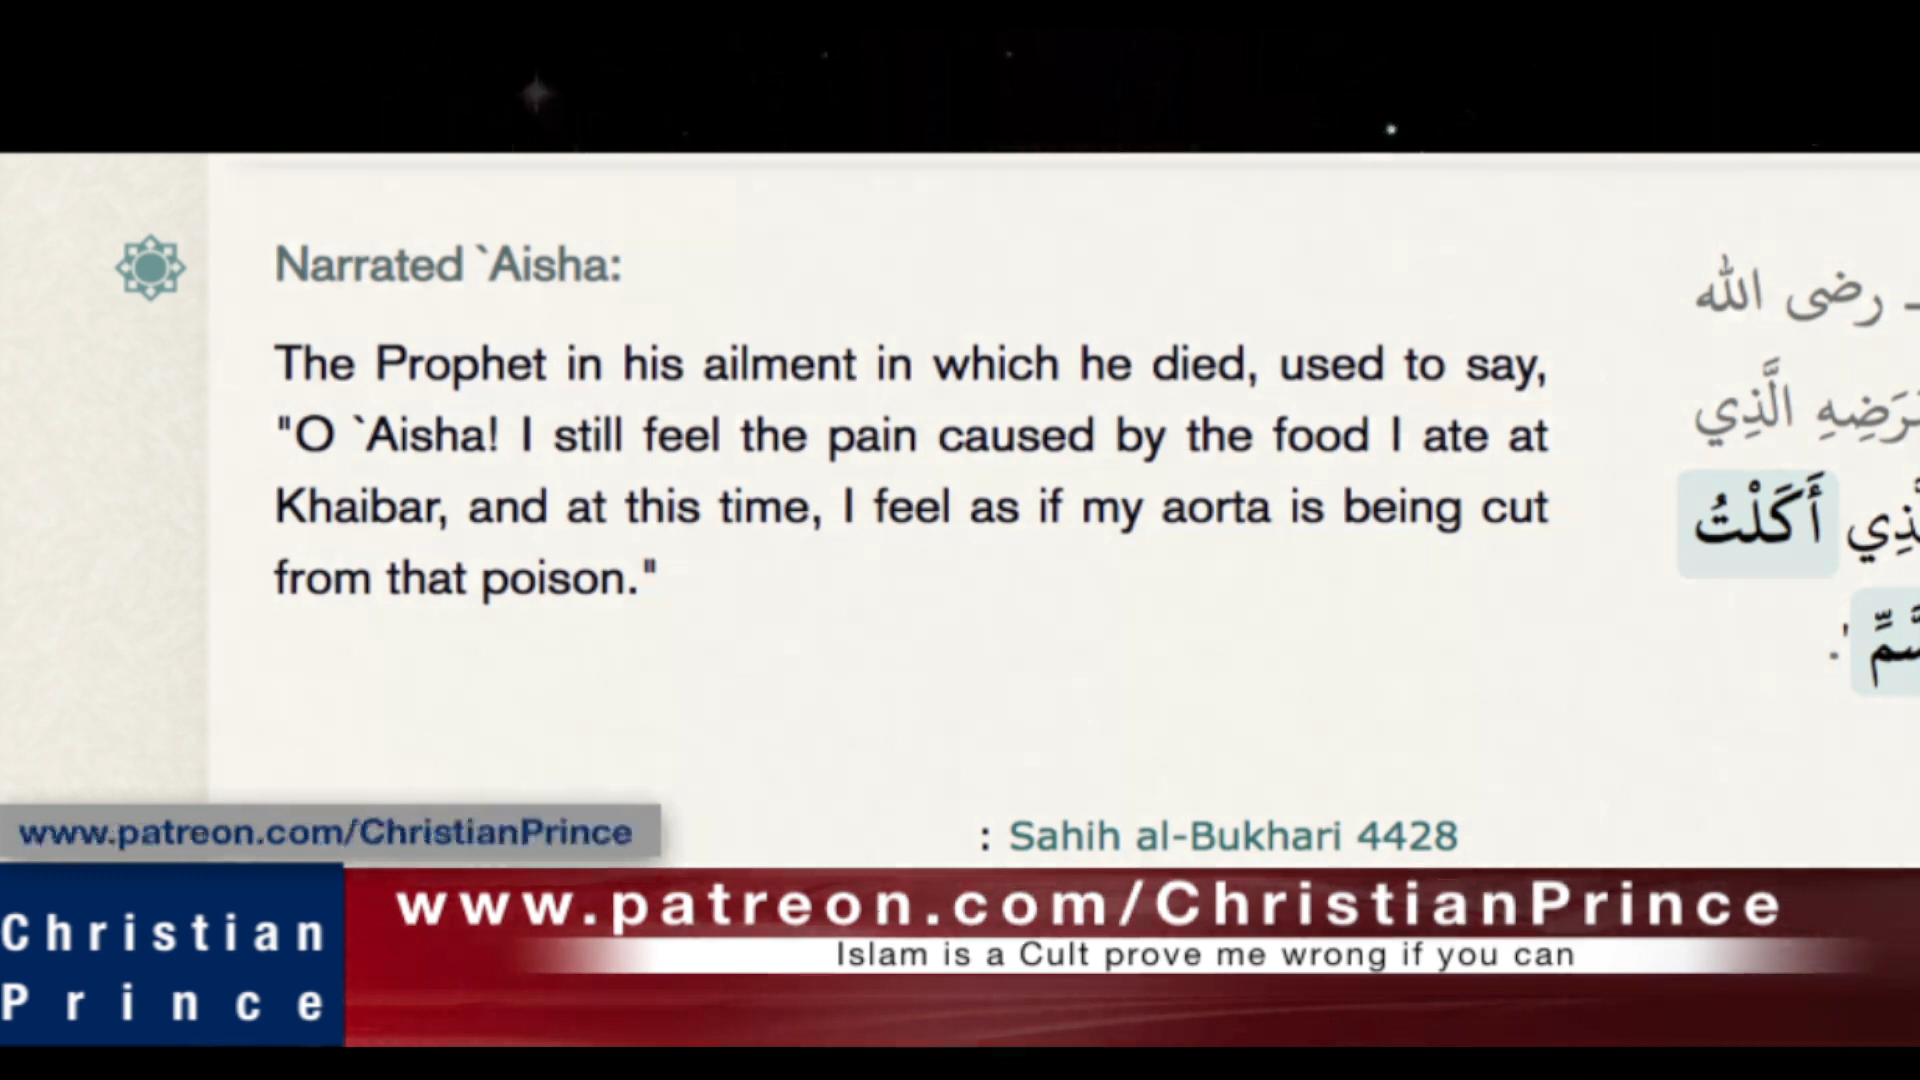 Narrated `Aisha:
The Prophet in his ailment in which he died, used to say,
"O `Aisha! I still feel the pain caused by the food I ate at
Khaibar, and at this time, I feel as if my aorta is being cut
from that poison."
ـ رضى الله
الَّذِي
أَكَلْتُ
: Sahih al-Bukhari 4428
www.patreon.com/ChristianPrince
Christian
Prince
www.patreon.com/ChristianPrince
Islam is a Cult prove me wrong if you can